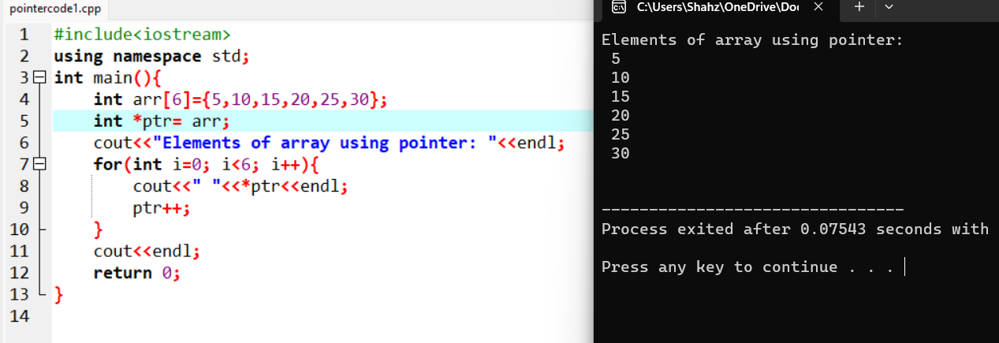 pointercode1.cpp
1 #include<iostream>
2 using namespace std;
3 int main(){
4 int arr[6]={5,10,15,20,25,30};
5 int *ptr= arr;
6 cout<<"Elements of array using pointer: "<<endl;
7 for(int i=0; i<6; i++){
8 cout<<" "<<*ptr<<endl;
9 ptr++;
10 }
11 cout<<endl;
12 return 0;
13 }
14
C:\Users\Shahz\OneDrive\Do
Elements of array using pointer:
5
10
15
20
25
30
--------------------------------
Process exited after 0.07543 seconds with
Press any key to continue . . .